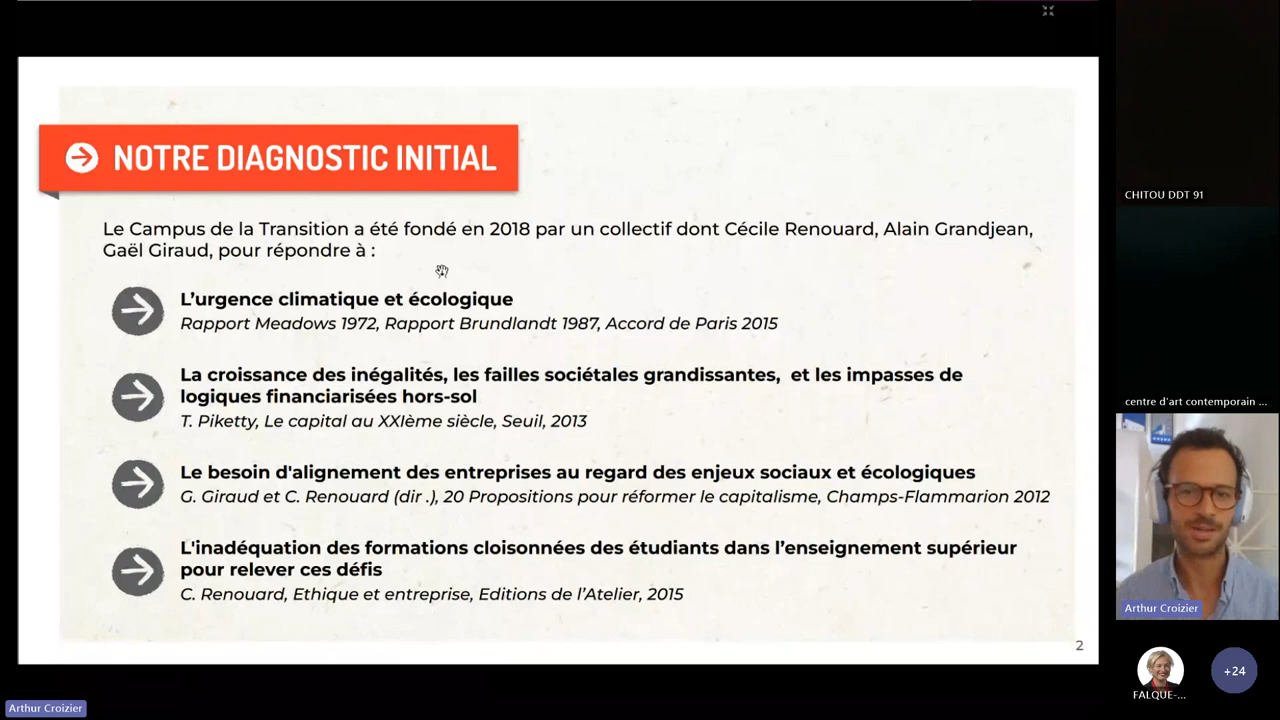 NOTRE DIAGNOSTIC INITIAL
Le Campus de la Transition a été fondé en 2018 par un collectif dont Cécile Renouard, Alain Grandjean,
Gaël Giraud, pour répondre à :
L’urgence climatique et écologique
Rapport Meadows 1972, Rapport Brundlandt 1987, Accord de Paris 2015
La croissance des inégalités, les failles sociétales grandissantes, et les impasses de
logiques financiarisées hors-sol
T. Piketty, Le capital au XXIème siècle, Seuil, 2013
Le besoin d'alignement des entreprises au regard des enjeux sociaux et écologiques
G. Giraud et C. Renouard (dir .), 20 Propositions pour réformer le capitalisme, Champs-Flammarion 2012
L'inadéquation des formations cloisonnées des étudiants dans l’enseignement supérieur
pour relever ces défis
C. Renouard, Ethique et entreprise, Editions de l’Atelier, 2015
2
CHITOU DDT 91
centre d'art contemporain ...
Arthur Croizier
FALQUE-...
+24
Arthur Croizier